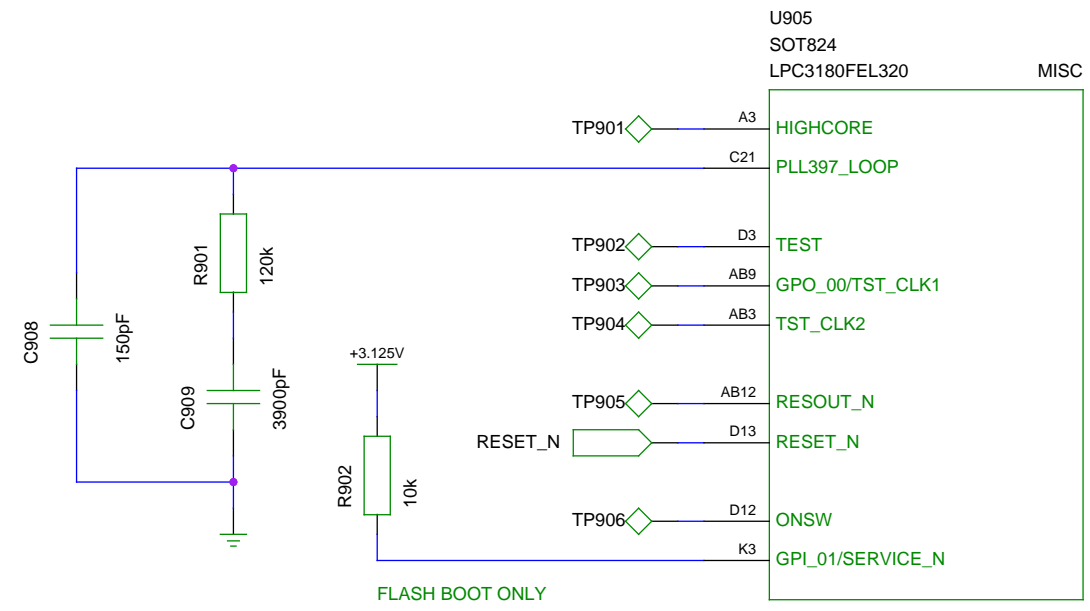 U905
SOT824
LPC3180FEL320 MISC
TP901 A3 HIGHCORE
C21 PLL397_LOOP
TP902 D3 TEST
R901 120k
TP903 AB9 GPO_00/TST_CLK1
TP904 AB3 TST_CLK2
C908 150pF
+3.125V
C909 3900pF
TP905 AB12 RESOUT_N
RESET_N D13 RESET_N
R902 10k
TP906 D12 ONSW
K3 GPI_01/SERVICE_N
FLASH BOOT ONLY